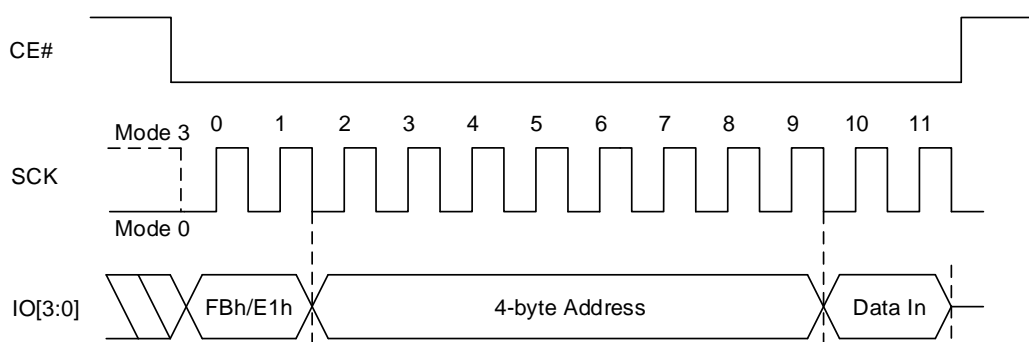 CE#
Mode 3 0 1 2 3 4 5 6 7 8 9 10 11
SCK
Mode 0
IO[3:0] FBh/E1h 4-byte Address Data In